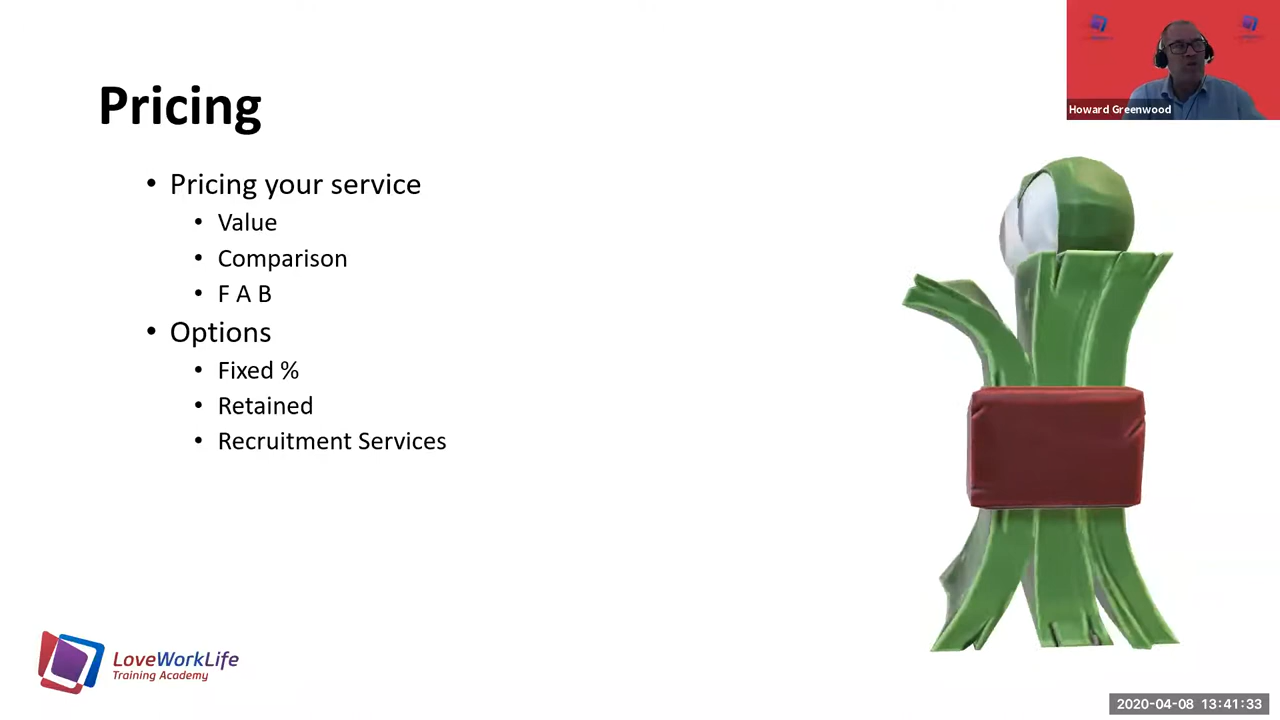 Howard Greenwood
Pricing
• Pricing your service
• Value
• Comparison
• F A B
• Options
• Fixed %
• Retained
• Recruitment Services
LoveWorkLife
Training Academy
2020-04-08 13:41:33